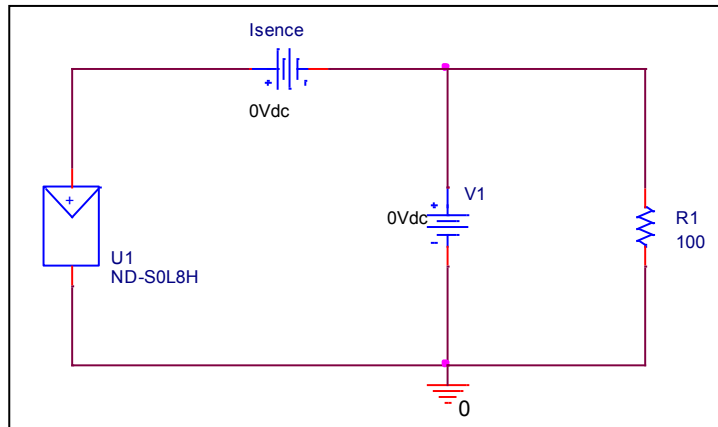 Isence
+
0Vdc
+
U1
ND-S0L8H
+
V1
0Vdc
-
R1
100
0